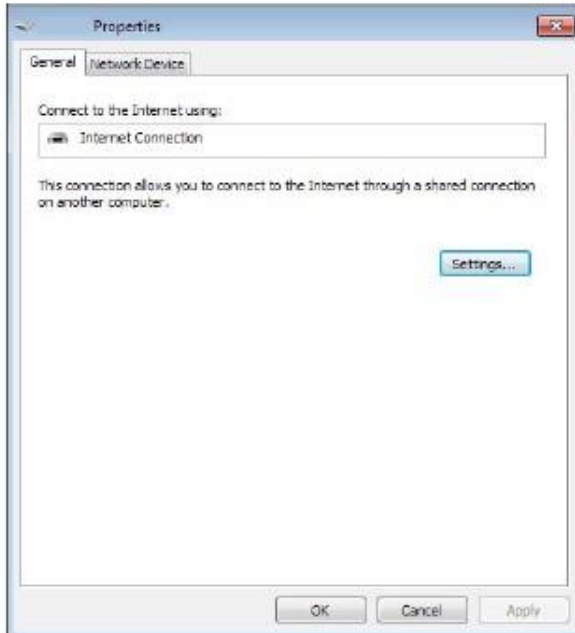 Properties
General Network Device
Connect to the Internet using:
Internet Connection
This connection allows you to connect to the Internet through a shared connection
on another computer.
Settings...
OK Cancel Apply